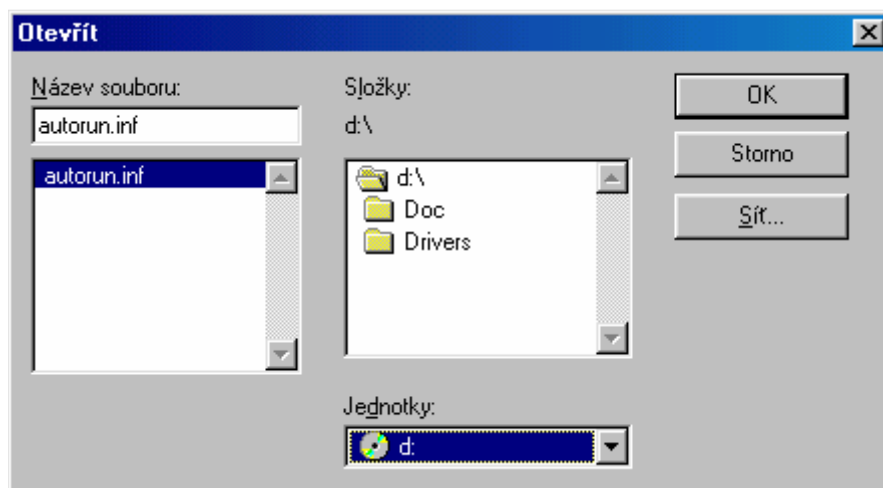 Otevřít
Název souboru:
autorun.inf
autorun.inf
Složky:
d:\
d:\
Doc
Drivers
Jednotky:
d:
OK
Storno
Síť...